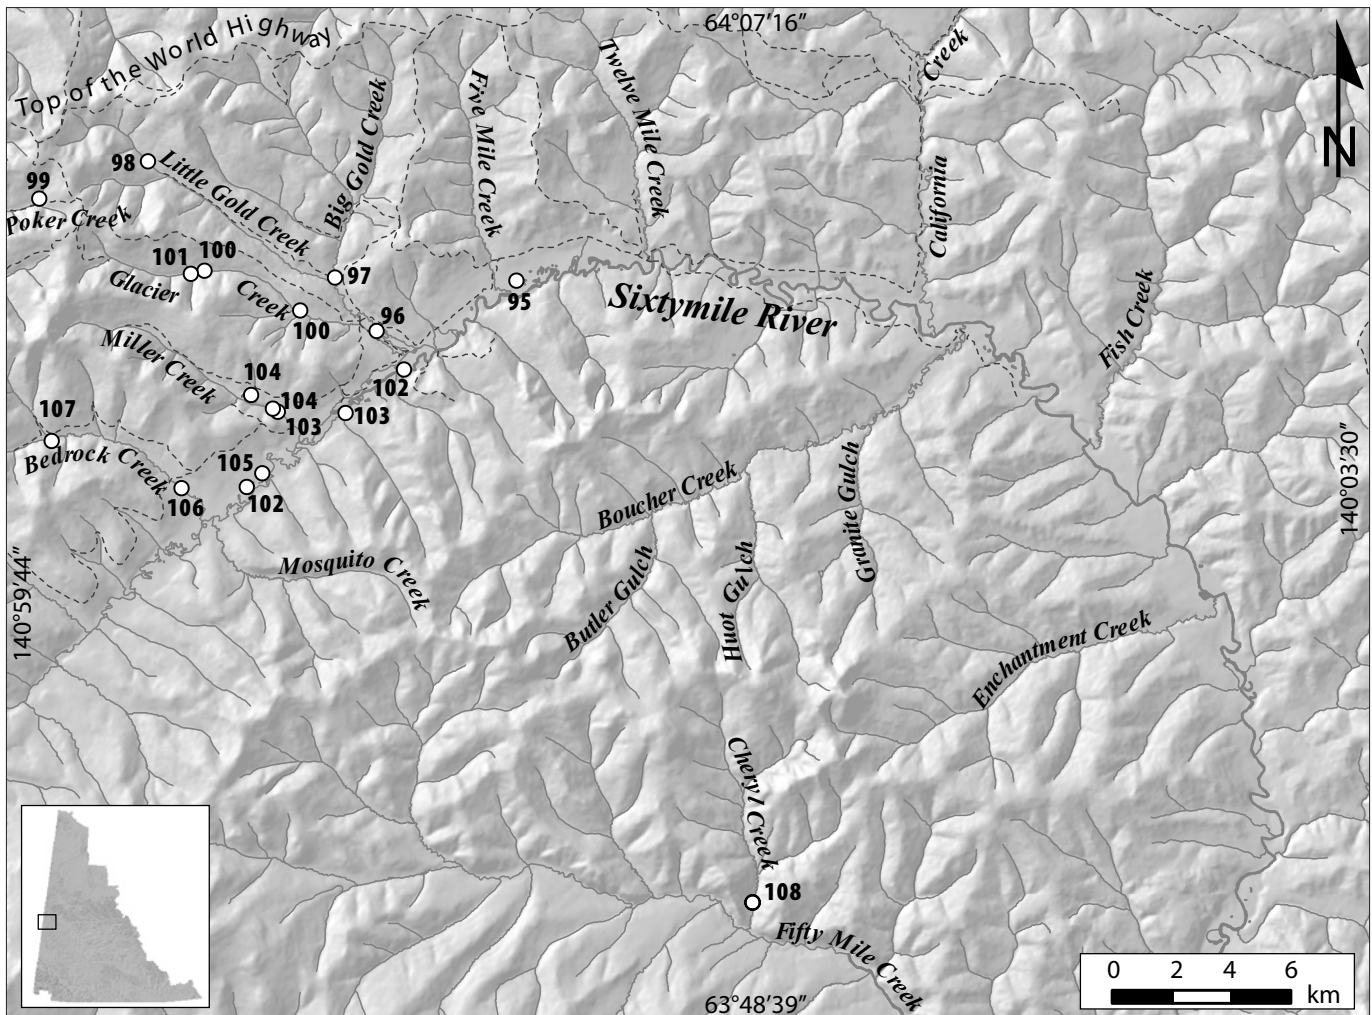 64°07'16"
Top of the World Highway
Creek
Twelve Mile Creek
Five Mile Creek
Big Gold Creek
98
Little Gold Creek
99
Poker Creek
California
N
101
100
Glacier
Creek
97
95
Sixtymile River
Fish Creek
100
96
Miller Creek
104
102
104
103
103
107
Bedrock Creek
105
102
106
Boucher Creek
Granite Gulch
140°03'30"
Mosquito Creek
Butler Gulch
Hunot Gulch
140°59'44"
Enchantment Creek
Cheryl Creek
108
Fifty Mile Creek
63°48'39"
0 2 4 6
km